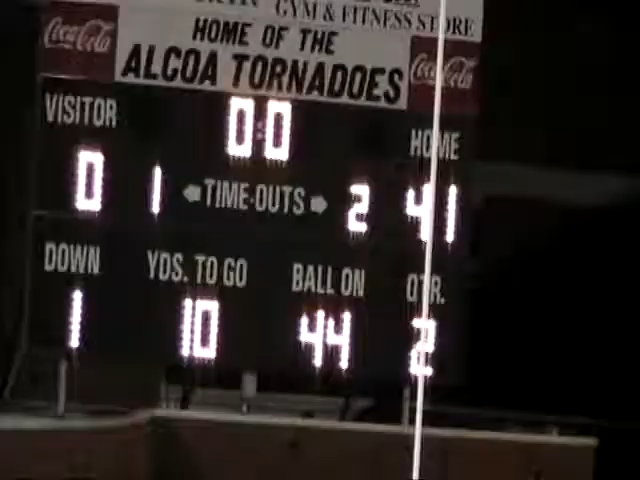 GYM & FITNESS STORE
Coca-Cola HOME OF THE Coca-Cola
ALCOA TORNADOES
VISITOR 0:0 HOME
0 1 TIME-OUTS 2 41
DOWN YDS. TO GO BALL ON QTR.
1 10 44 2